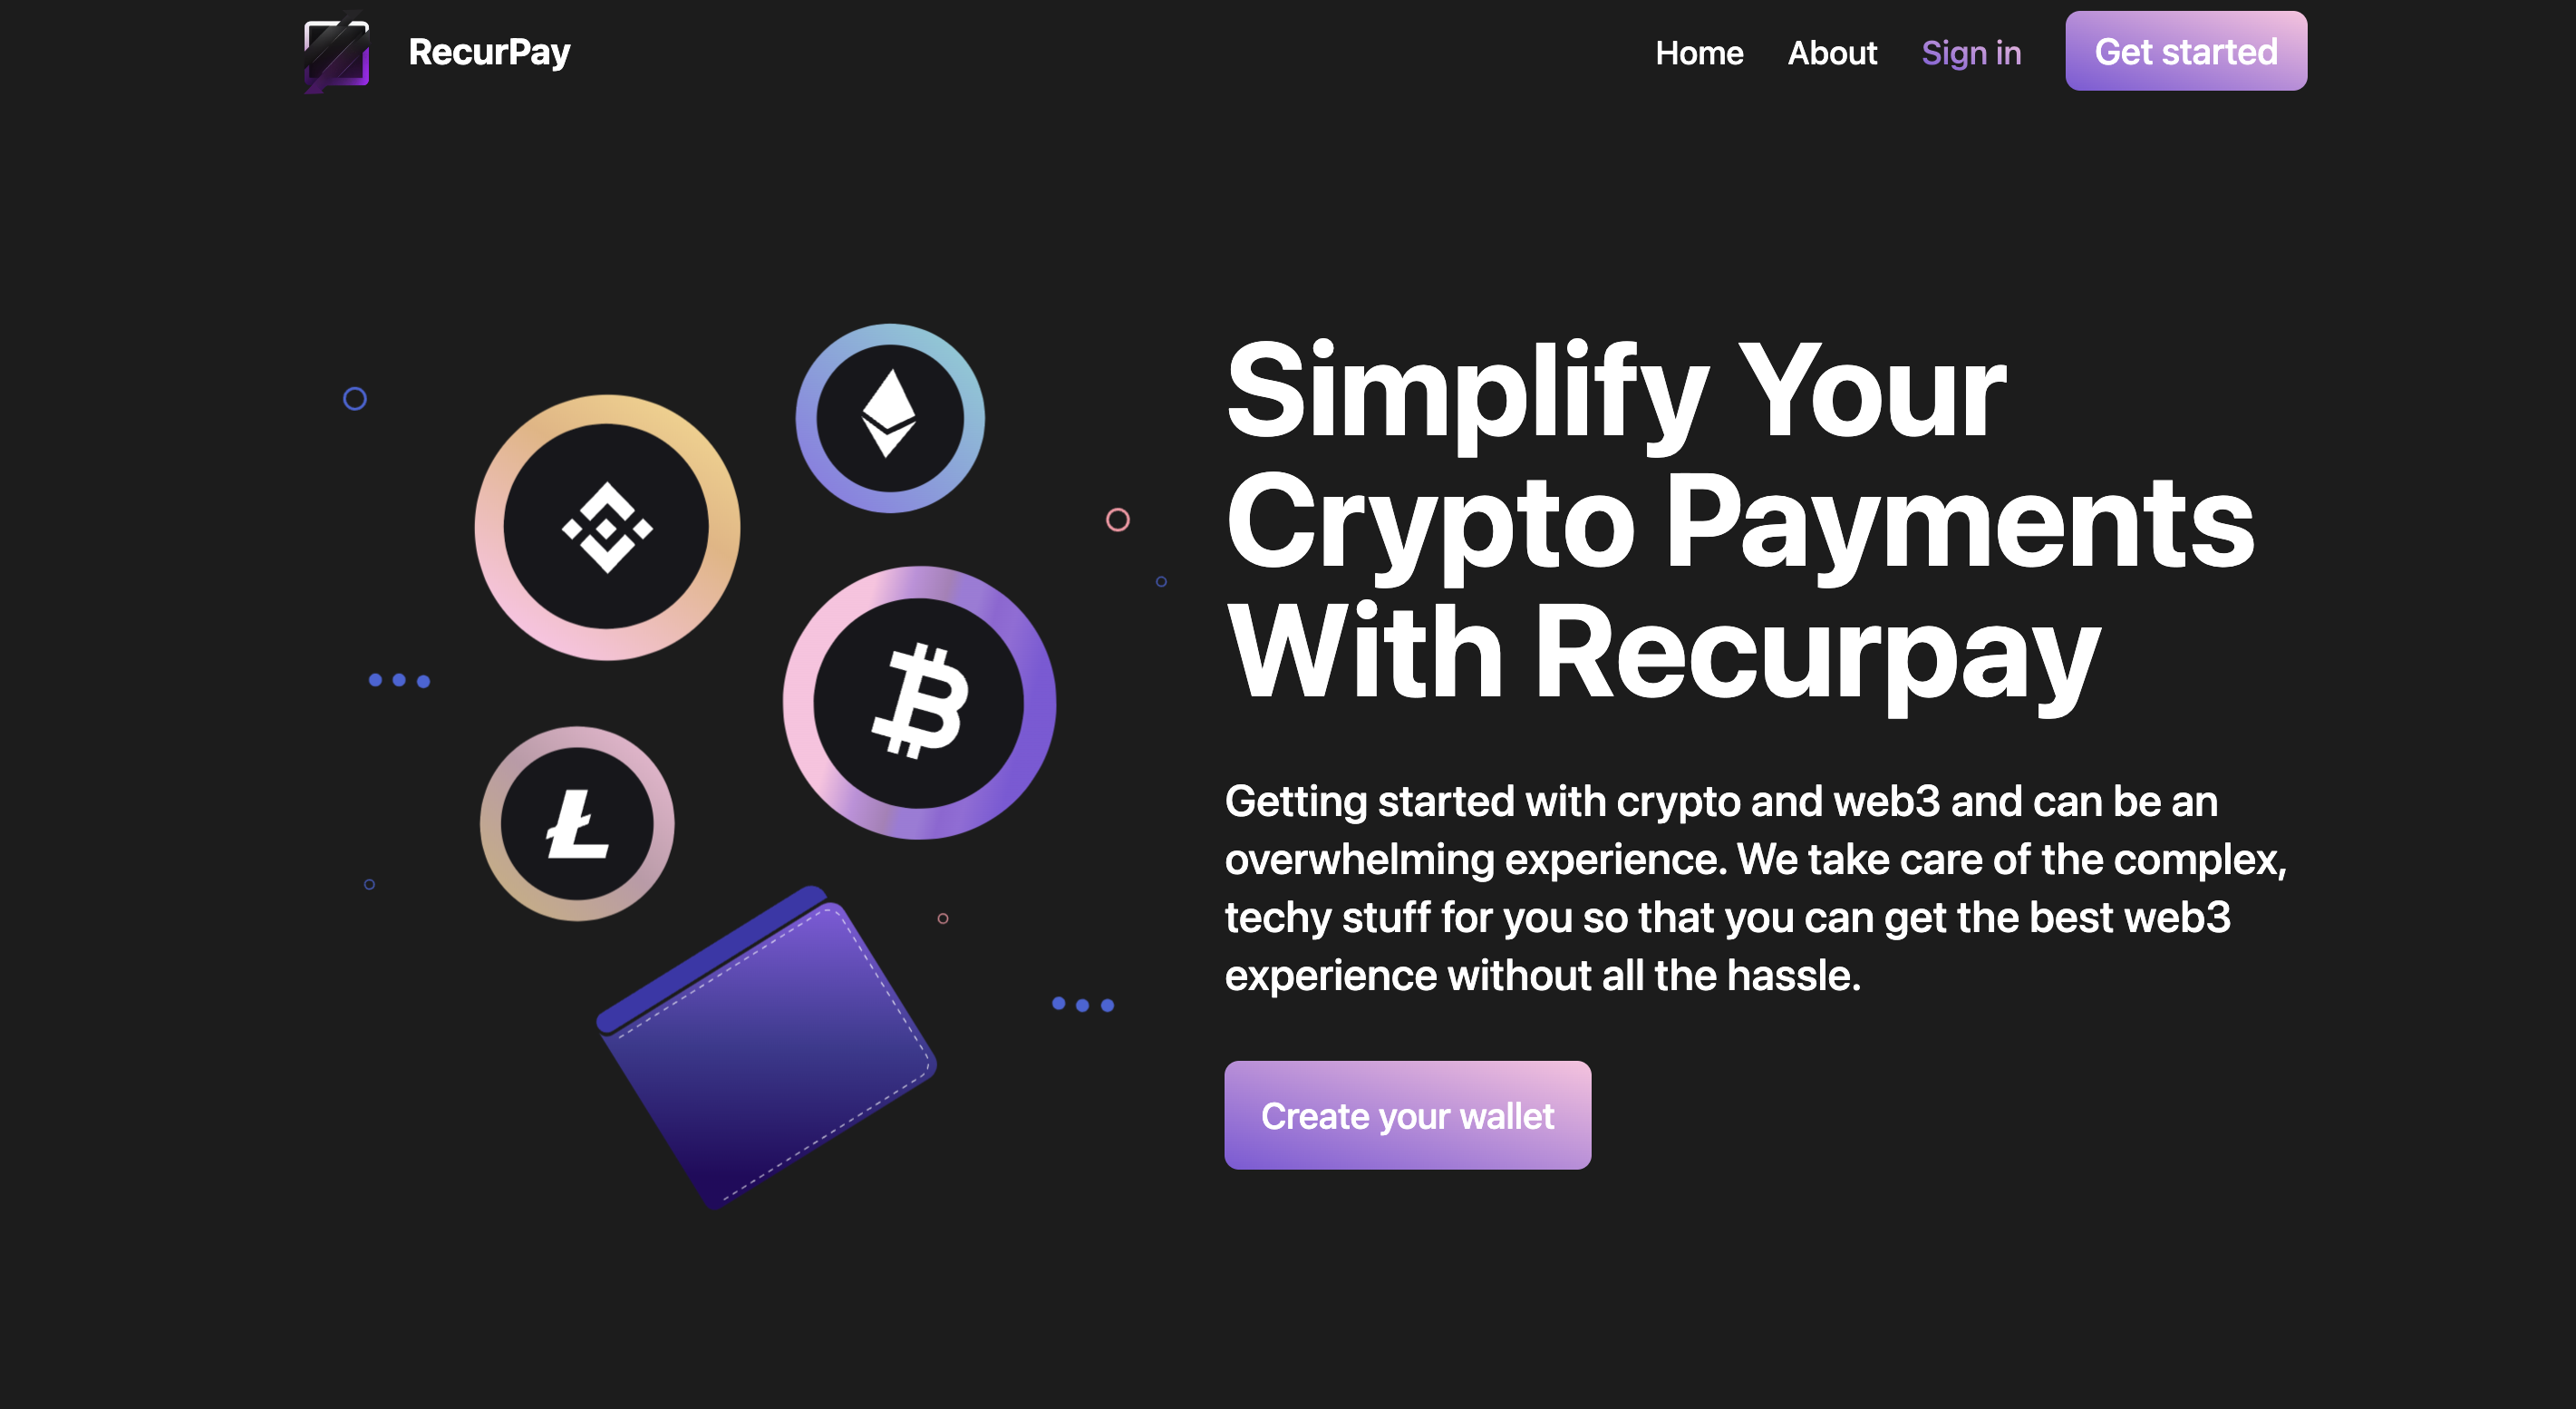 RecurPay
Home
About
Sign in
Get started
Simplify Your
Crypto Payments
With Recurpay
Getting started with crypto and web3 and can be an
overwhelming experience. We take care of the complex,
techy stuff for you so that you can get the best web3
experience without all the hassle.
Create your wallet